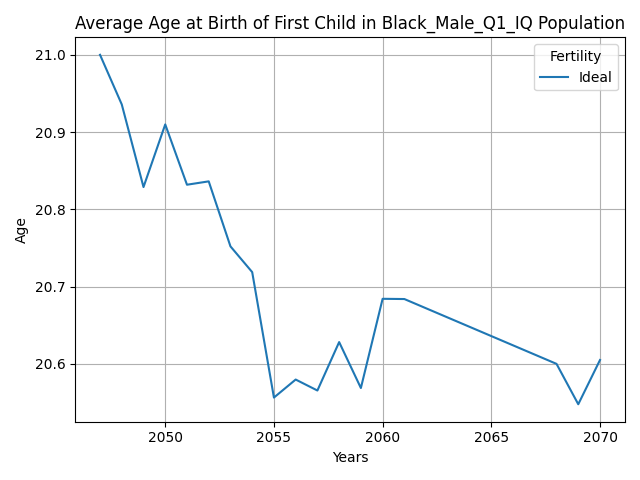 Average Age at Birth of First Child in Black_Male_Q1_IQ Population
Fertility
Ideal
21.0
20.9
20.8
20.7
20.6
Age
2050
2055
2060
2065
2070
Years